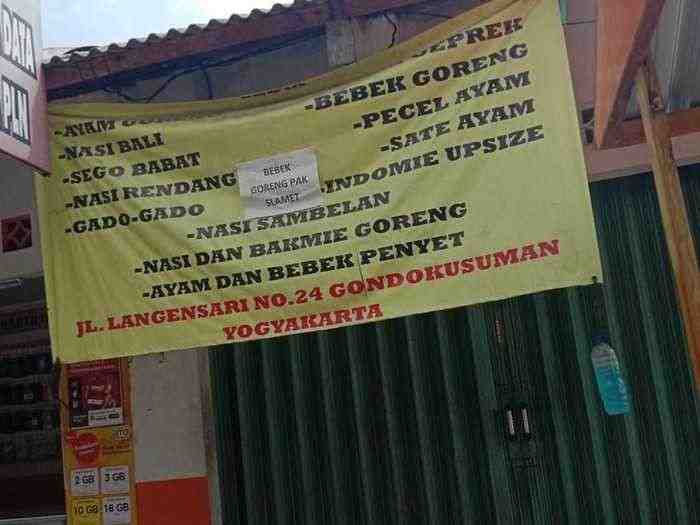 DATA
PLN
-AYAM
GEPREK
-NASI BALI
-SEGO BABAT
-NASI RENDANG
-GADO-GADO
-BEBEK GORENG
-PECEL AYAM
-SATE AYAM
-INDOMIE UPSIZE
BEBEK
GORENG PAK
SLAMET
-NASI SAMBELAN
-NASI DAN BAKMIE GORENG
-AYAM DAN BEBEK PENYET
JL. LANGENSARI NO.24 GONDOKUSUMAN
YOGYAKARTA
2 GB
3 GB
10 GB
18 GB